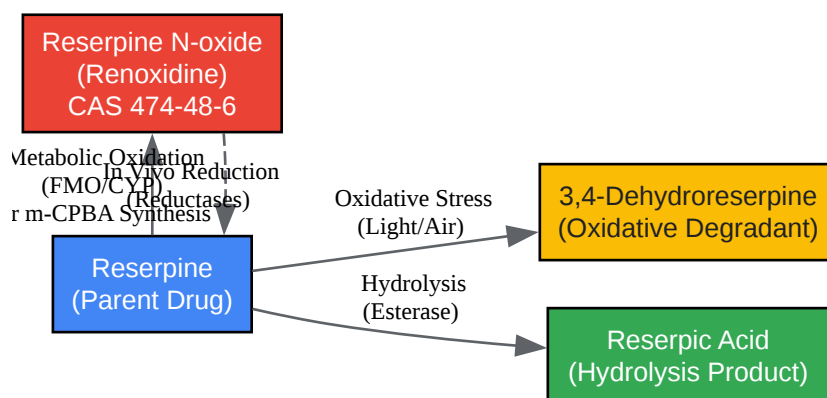 Reserpine N-oxide
(Renoxidine)
CAS 474-48-6
Metabolic Oxidation
(FMO/CYP)
r m-CPBA Synthesis
In Vivo Reduction
(Reductases)
Oxidative Stress
(Light/Air)
3,4-Dehydroreserpine
(Oxidative Degradant)
Reserpine
(Parent Drug)
Hydrolysis
(Esterase)
Reserpic Acid
(Hydrolysis Product)